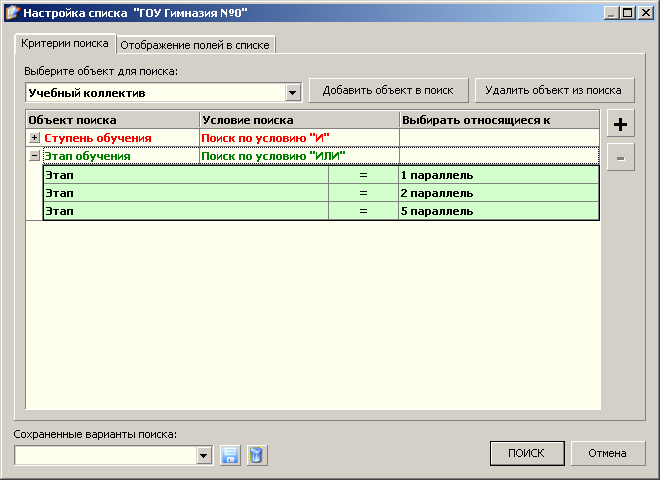 Настройка списка "ГОУ Гимназия №0"
Критерии поиска
Отображение полей в списке
Выберите объект для поиска:
Учебный коллектив
Добавить объект в поиск
Удалить объект из поиска
Объект поиска Условие поиска Выбирать относящиеся к
+
Ступень обучения Поиск по условию "И"
Этап обучения Поиск по условию "ИЛИ"
-
Этап = 1 параллель
Этап = 2 параллель
Этап = 5 параллель
Сохраненные варианты поиска:
ПОИСК
Отмена